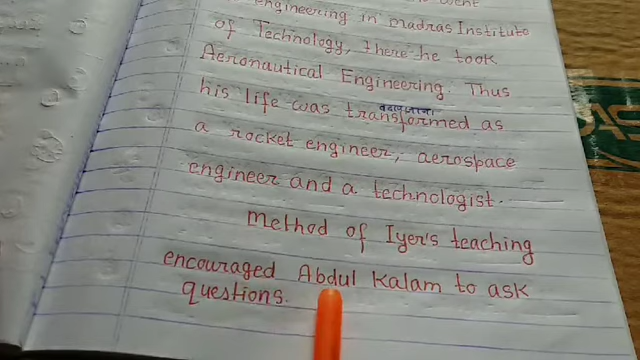 engineering in madras Institute
of Technology, there he took
Aeronautical Engineering. Thus
his life was transformed as
a rocket engineer, aerospace
engineer and a technologist.
Method of Iyer's teaching
encouraged Abdul Kalam to ask
questions.